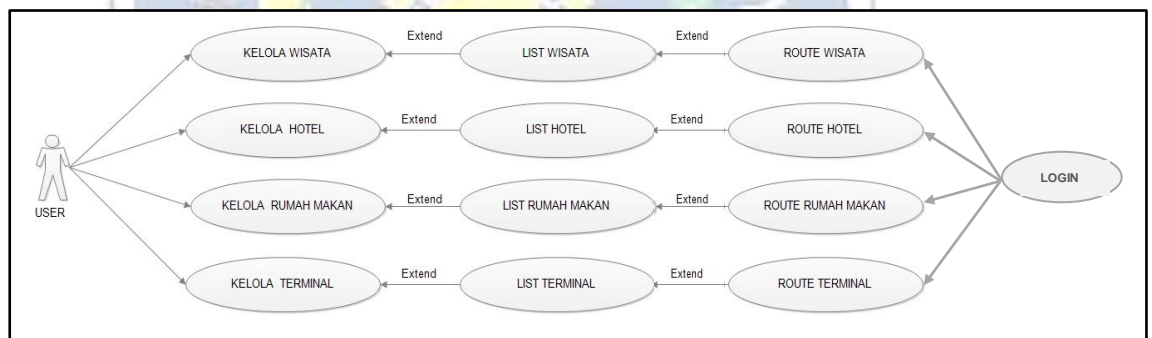 KELOLA WISATA
Extend
LIST WISATA
Extend
ROUTE WISATA
KELOLA HOTEL
Extend
LIST HOTEL
Extend
ROUTE HOTEL
LOGIN
USER
KELOLA RUMAH MAKAN
Extend
LIST RUMAH MAKAN
Extend
ROUTE RUMAH MAKAN
KELOLA TERMINAL
Extend
LIST TERMINAL
Extend
ROUTE TERMINAL